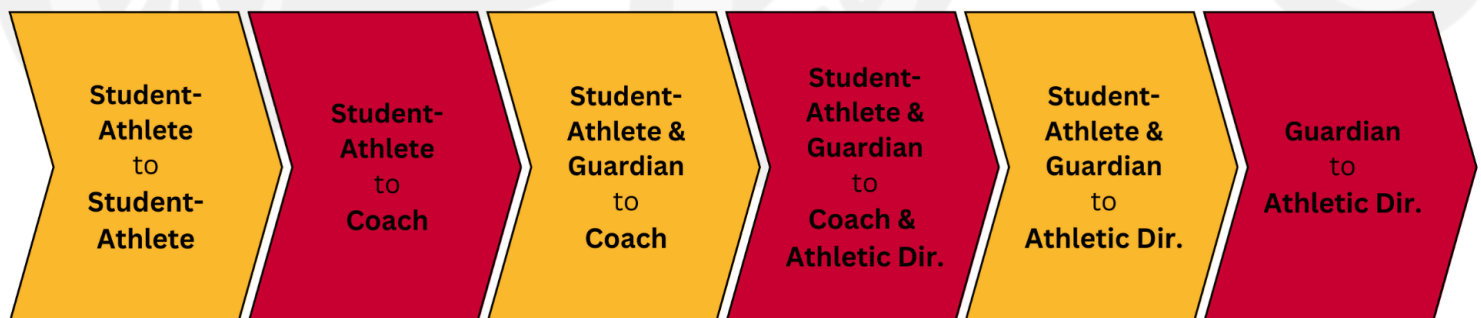 Student-
Athlete
to
Student-
Athlete
Student-
Athlete
to
Coach
Student-
Athlete &
Guardian
to
Coach
Student-
Athlete &
Guardian
to
Coach &
Athletic Dir.
Student-
Athlete &
Guardian
to
Athletic Dir.
Guardian
to
Athletic Dir.